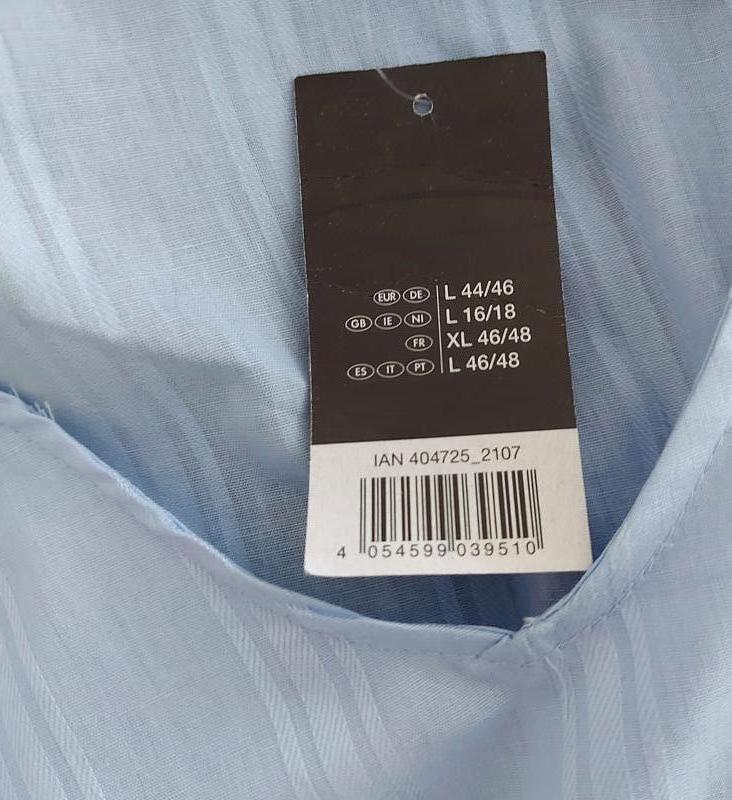 EUR DE L 44/46
GB IE NI L 16/18
FR XL 46/48
ES IT PT L 46/48
IAN 404725_2107
4 054599 039510